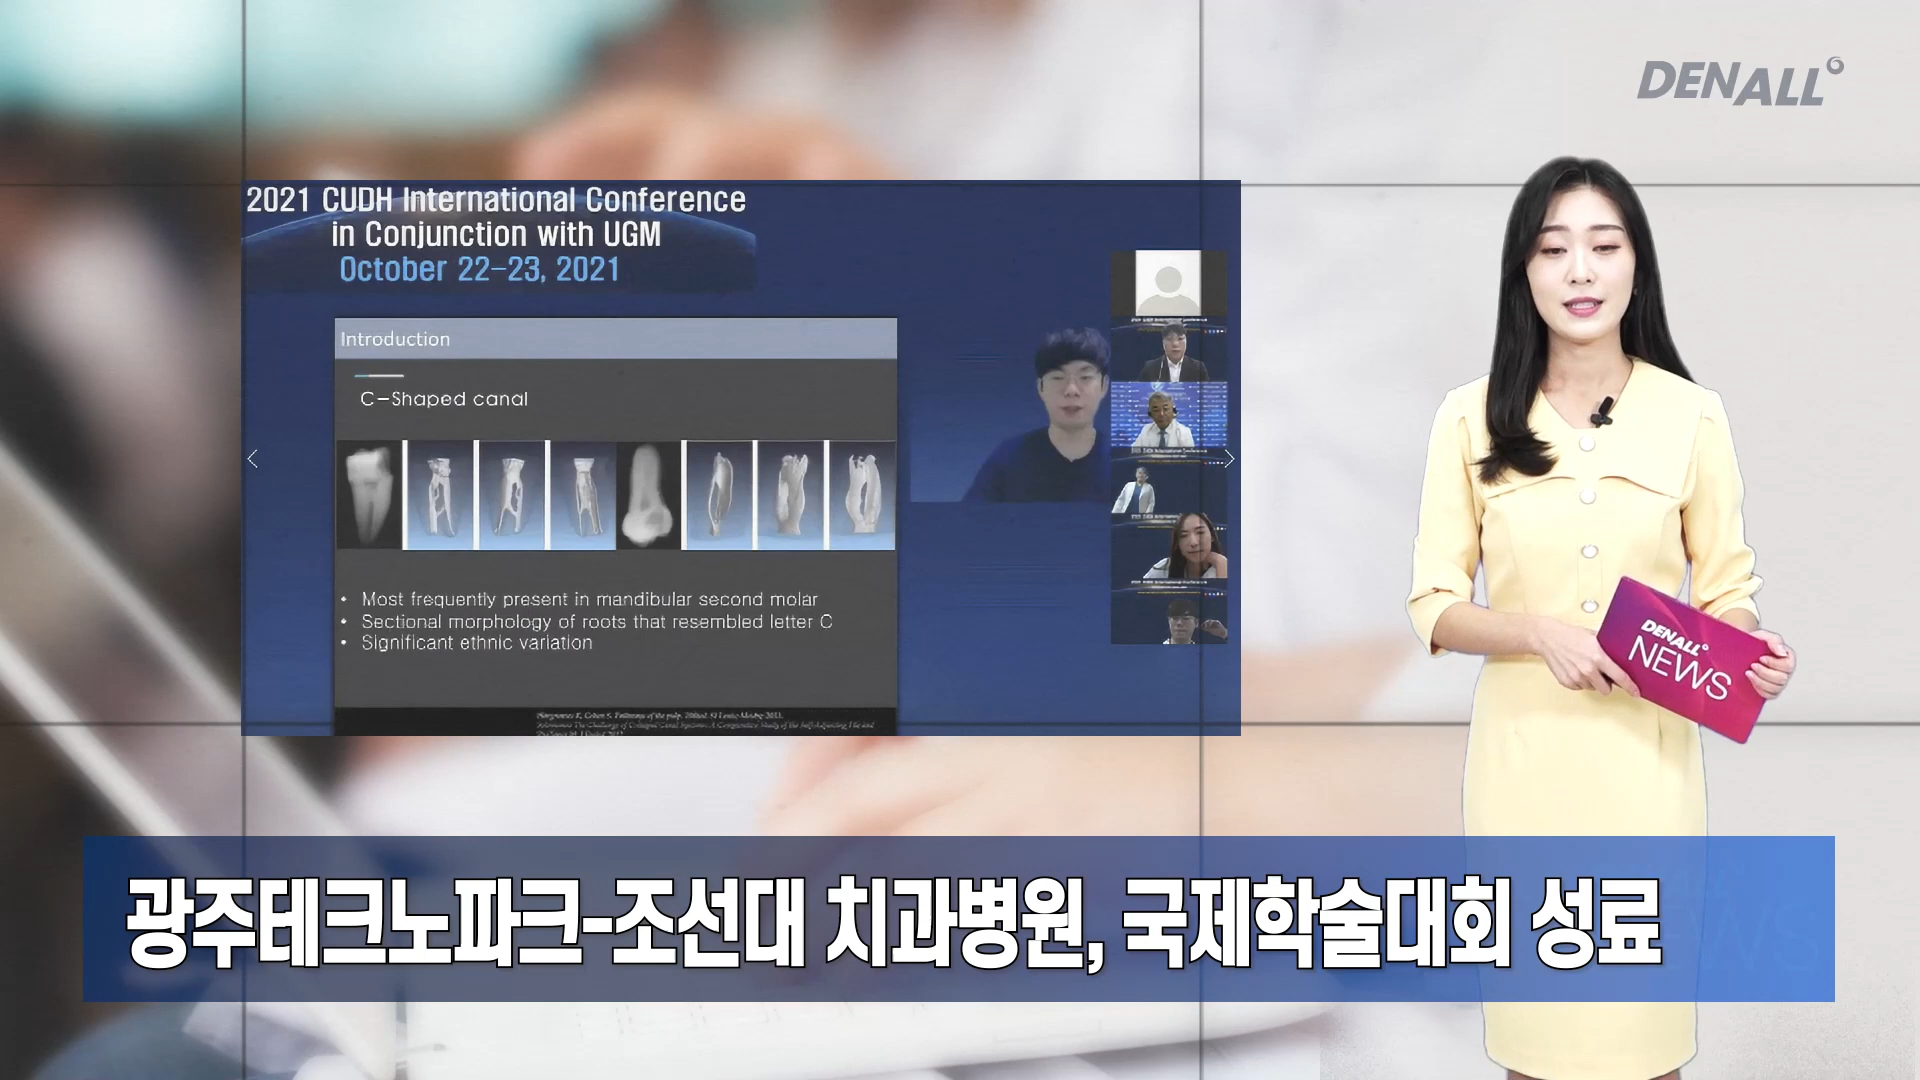 DENALL
2021 CUDH International Conference
in Conjunction with UGM
October 22-23, 2021
Introduction
C-Shaped canal
• Most frequently present in mandibular second molar
• Sectional morphology of roots that resembled letter C
• Significant ethnic variation
DENALL
NEWS
광주테크노파크-조선대 치과병원, 국제학술대회 성료